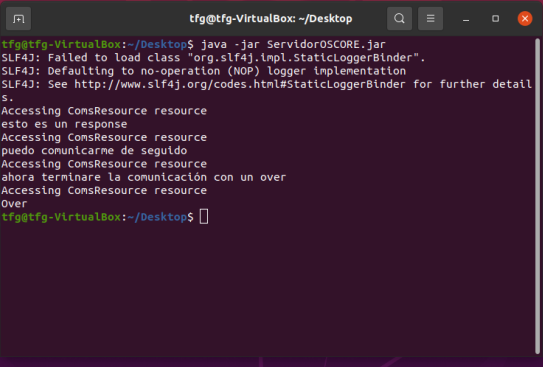 tfg@tfg-VirtualBox: ~/Desktop
tfg@tfg-VirtualBox:~/Desktop$ java -jar ServidorOSCORE.jar
SLF4J: Failed to load class "org.slf4j.impl.StaticLoggerBinder".
SLF4J: Defaulting to no-operation (NOP) logger implementation
SLF4J: See http://www.slf4j.org/codes.html#StaticLoggerBinder for further detail
s.
Accessing ComsResource resource
esto es un response
Accessing ComsResource resource
puedo comunicarme de seguido
Accessing ComsResource resource
ahora terminare la comunicación con un over
Accessing ComsResource resource
Over
tfg@tfg-VirtualBox:~/Desktop$